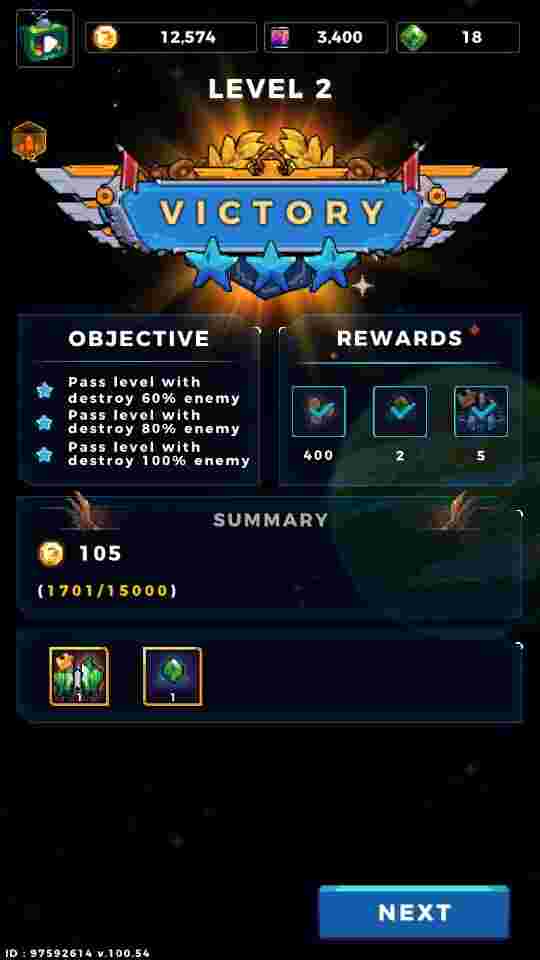 12,574
3,400
18
LEVEL 2
VICTORY
OBJECTIVE
Pass level with
destroy 60% enemy
Pass level with
destroy 80% enemy
Pass level with
destroy 100% enemy
REWARDS
400
2
5
SUMMARY
105
(1701/15000)
1
1
NEXT
ID : 97592614 v.100.54